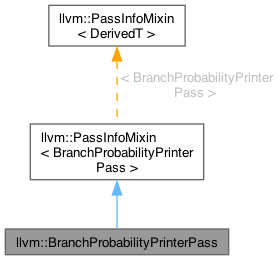 llvm::PassInfoMixin
< DerivedT >
< BranchProbabilityPrinter
Pass >
llvm::PassInfoMixin
< BranchProbabilityPrinter
Pass >
llvm::BranchProbabilityPrinterPass